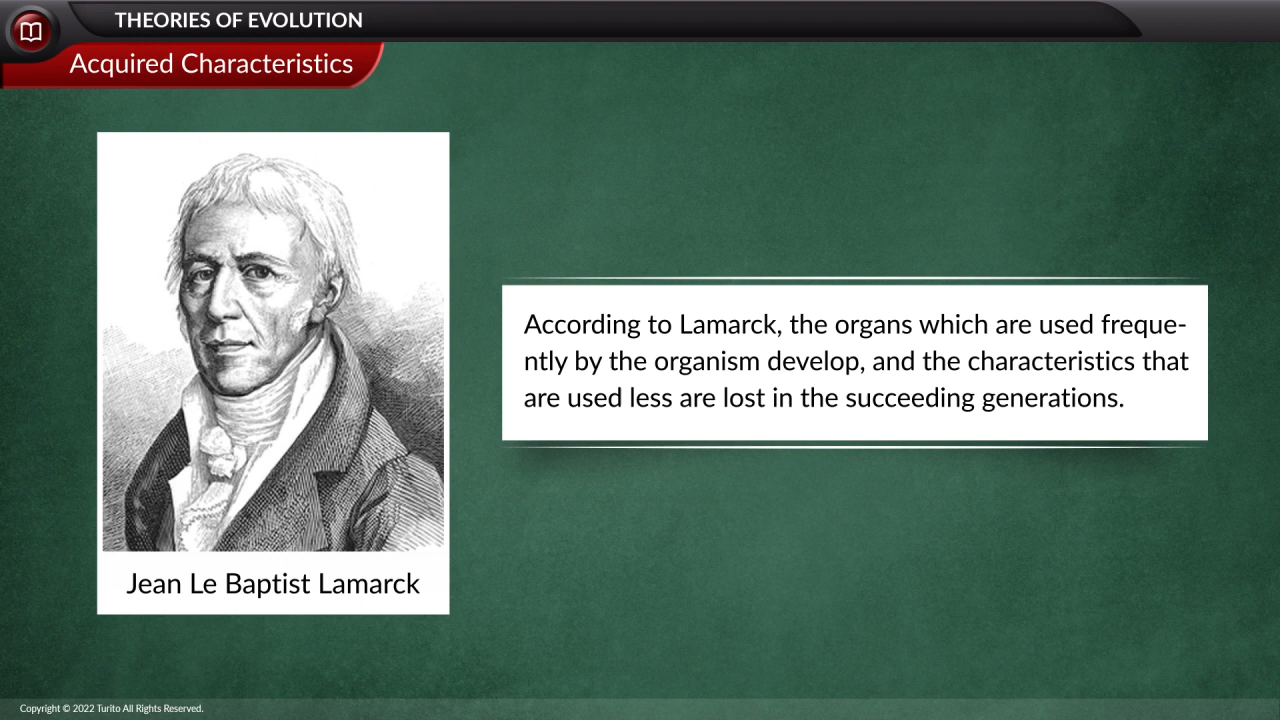 THEORIES OF EVOLUTION
Acquired Characteristics
According to Lamarck, the organs which are used freque-
ntly by the organism develop, and the characteristics that
are used less are lost in the succeeding generations.
Jean Le Baptist Lamarck
Copyright © 2022 Turito All Rights Reserved.